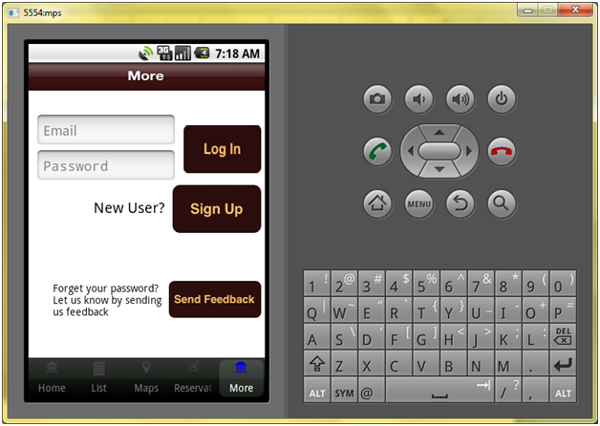 5554:mps
3G
7:18 AM
More
Email
Log In
Password
New User?
Sign Up
Forget your password?
Let us know by sending
us feedback
Send Feedback
Home
List
Maps
Reservat
More
MENU
1 ! 2 @ 3 # 4 $ 5 % 6 ^ 7 & 8 * 9 ( 0 )
Q | W ~ E " R ` T { Y } U _ I - O + P =
A S \ D ' F [ G ] H < J > K ; L : DEL
Z X C V B N M .
ALT SYM @ / ? , ALT